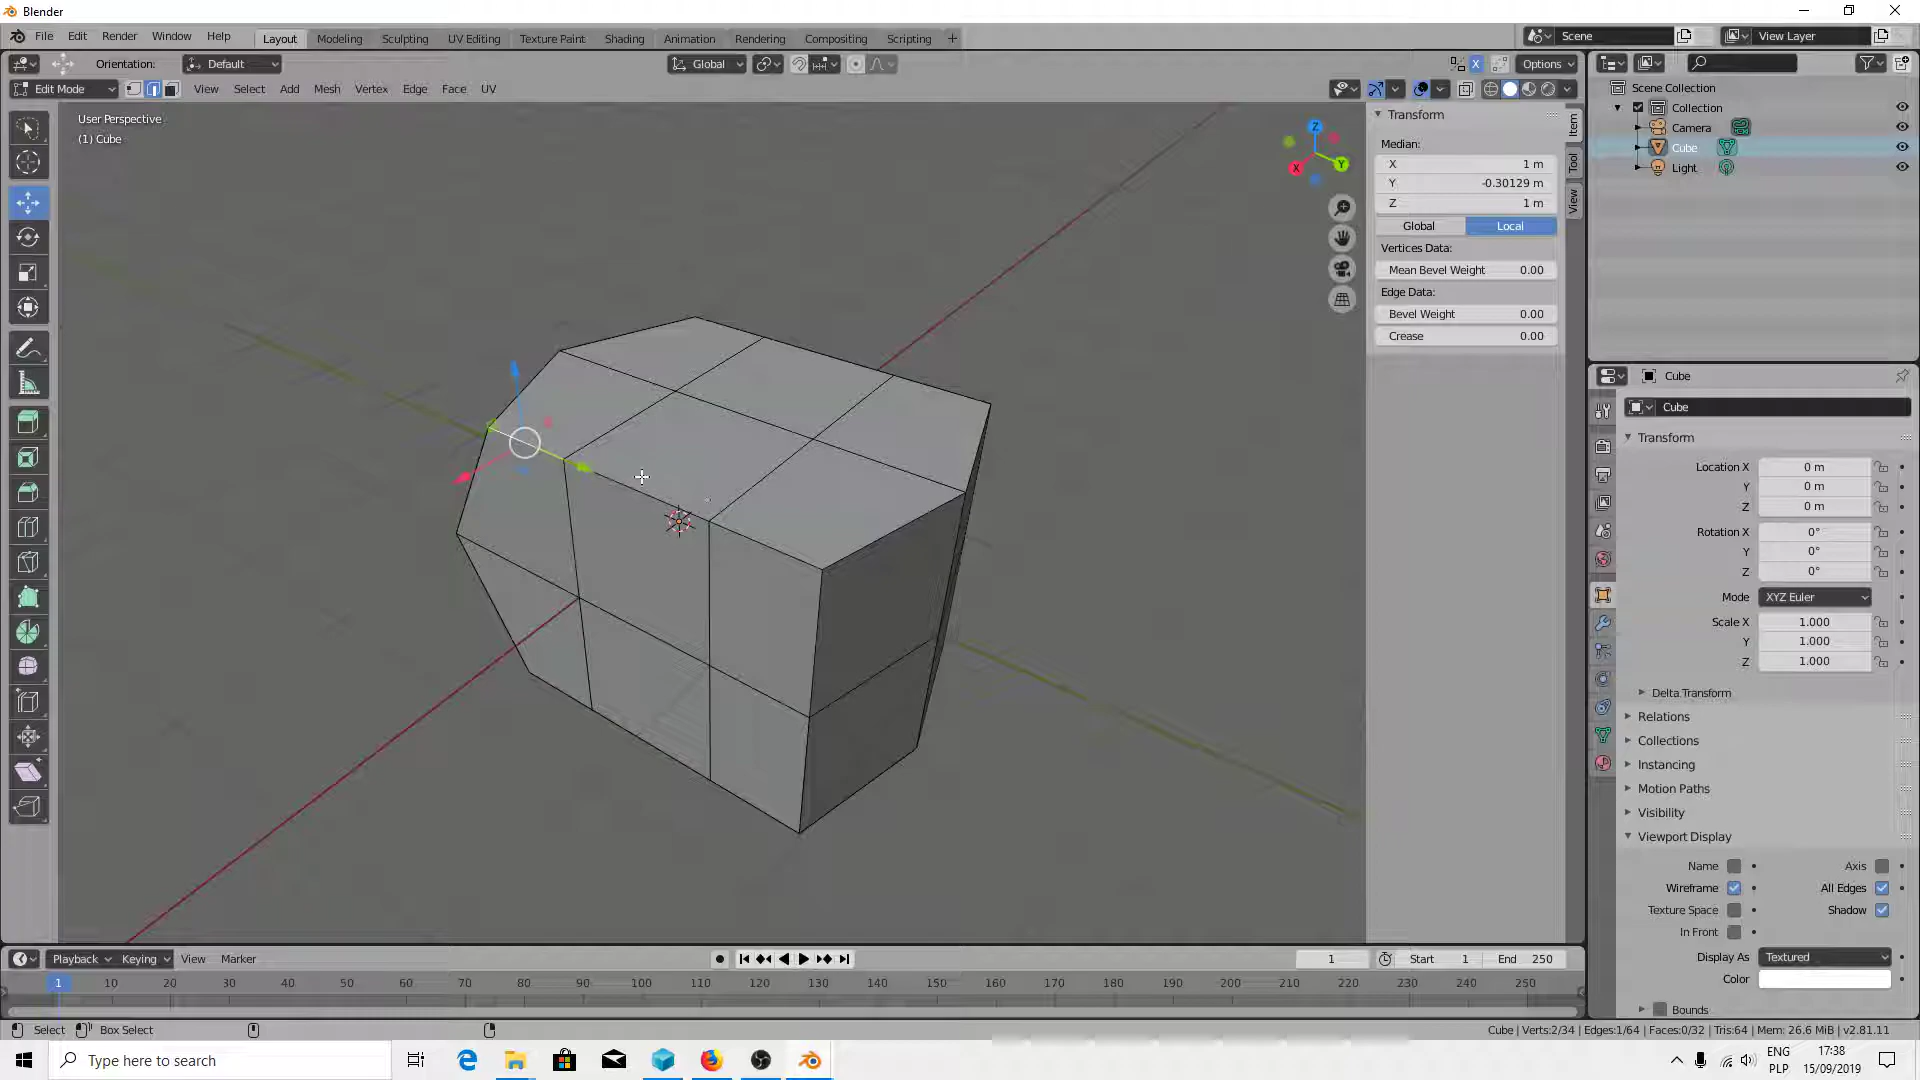 Blender
File Edit Render Window Help Layout Modeling Sculpting UV Editing Texture Paint Shading Animation Rendering Compositing Scripting + Scene View Layer
Orientation: Default Global X Options
Edit Mode View Select Add Mesh Vertex Edge Face UV
User Perspective
(1) Cube
Z
Y
X
Transform
Median:
X 1 m
Y -0.30129 m
Z 1 m
Global Local
Vertices Data:
Mean Bevel Weight 0.00
Edge Data:
Bevel Weight 0.00
Crease 0.00
Item
Tool
View
Scene Collection
Collection
Camera
Cube
Light
Cube
Cube
Transform
Location X 0 m
Y 0 m
Z 0 m
Rotation X 0°
Y 0°
Z 0°
Mode XYZ Euler
Scale X 1.000
Y 1.000
Z 1.000
Delta Transform
Relations
Collections
Instancing
Motion Paths
Visibility
Viewport Display
Name Axis
Wireframe All Edges
Texture Space Shadow
In Front
Display As Textured
Color
Bounds
Playback Keying View Marker 1 Start 1 End 250
1 10 20 30 40 50 60 70 80 90 100 110 120 130 140 150 160 170 180 190 200 210 220 230 240 250
Select Box Select Cube | Verts:2/34 | Edges:1/64 | Faces:0/32 | Tris:64 | Mem: 26.6 MiB | v2.81.11
Type here to search
ENG 17:38
PLP 15/09/2019